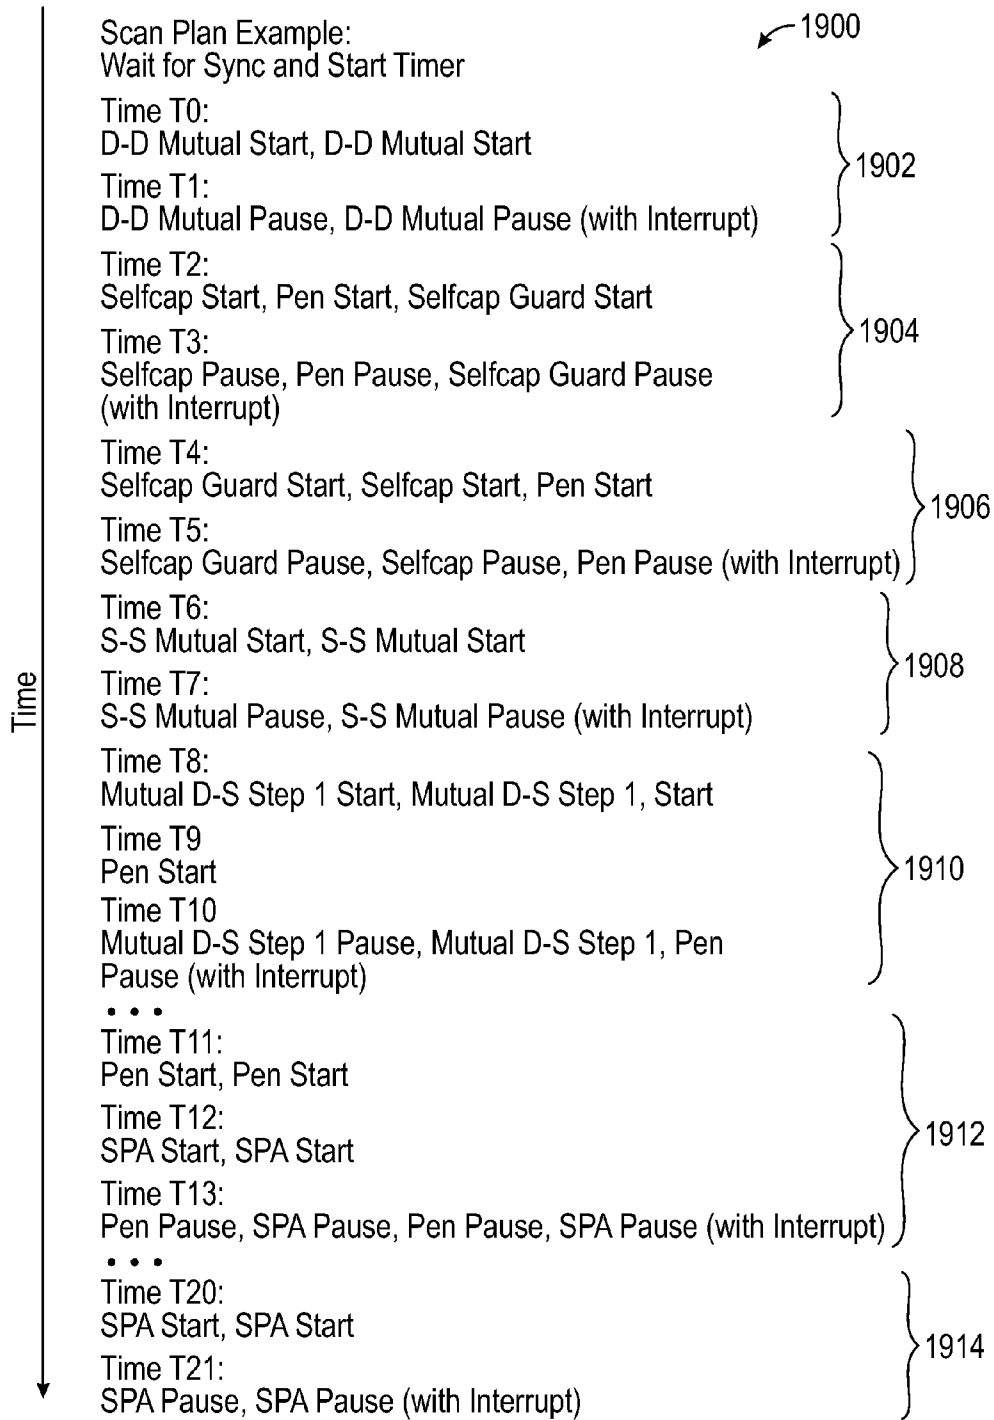 Scan Plan Example:
1900
Wait for Sync and Start Timer
Time T0:
D-D Mutual Start, D-D Mutual Start
1902
Time T1:
D-D Mutual Pause, D-D Mutual Pause (with Interrupt)
Time T2:
Selfcap Start, Pen Start, Selfcap Guard Start
1904
Time T3:
Selfcap Pause, Pen Pause, Selfcap Guard Pause
(with Interrupt)
Time T4:
Selfcap Guard Start, Selfcap Start, Pen Start
1906
Time T5:
Selfcap Guard Pause, Selfcap Pause, Pen Pause (with Interrupt)
Time T6:
S-S Mutual Start, S-S Mutual Start
1908
Time T7:
S-S Mutual Pause, S-S Mutual Pause (with Interrupt)
Time
Time T8:
Mutual D-S Step 1 Start, Mutual D-S Step 1, Start
Time T9
Pen Start
1910
Time T10
Mutual D-S Step 1 Pause, Mutual D-S Step 1, Pen
Pause (with Interrupt)
• • •
Time T11:
Pen Start, Pen Start
Time T12:
SPA Start, SPA Start
1912
Time T13:
Pen Pause, SPA Pause, Pen Pause, SPA Pause (with Interrupt)
• • •
Time T20:
SPA Start, SPA Start
1914
Time T21:
SPA Pause, SPA Pause (with Interrupt)